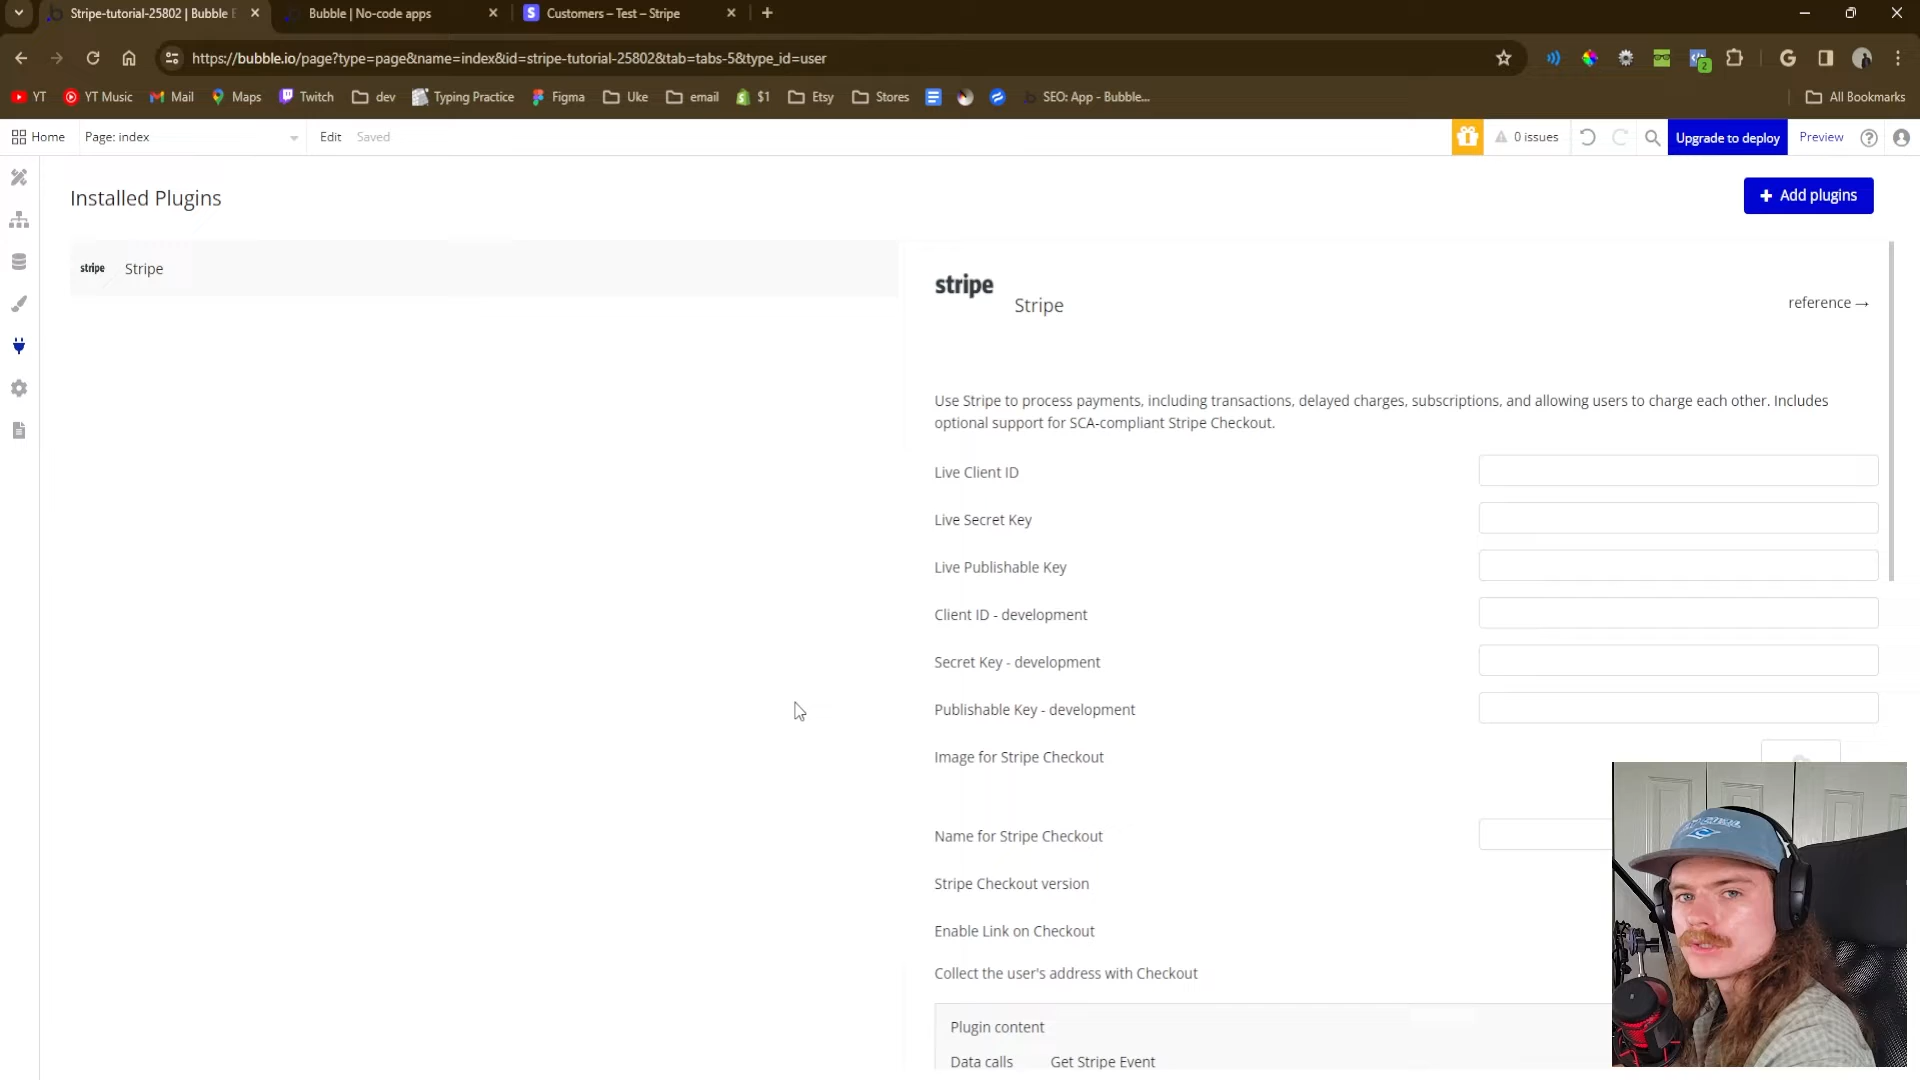 Stripe-tutorial-25802 | Bubble E
Bubble | No-code apps
Customers – Test – Stripe
https://bubble.io/page?type=page&name=index&id=stripe-tutorial-25802&tab=tabs-5&type_id=user
2
YT
YT Music
Mail
Maps
Twitch
dev
Typing Practice
Figma
Uke
email
$1
Etsy
Stores
SEO: App - Bubble...
All Bookmarks
Home
Page: index
Edit
Saved
0 issues
Upgrade to deploy
Preview
Installed Plugins
+ Add plugins
stripe
Stripe
stripe
Stripe
reference →
Use Stripe to process payments, including transactions, delayed charges, subscriptions, and allowing users to charge each other. Includes
optional support for SCA-compliant Stripe Checkout.
Live Client ID
Live Secret Key
Live Publishable Key
Client ID - development
Secret Key - development
Publishable Key - development
Image for Stripe Checkout
Name for Stripe Checkout
Stripe Checkout version
Enable Link on Checkout
Collect the user's address with Checkout
Plugin content
Data calls
Get Stripe Event